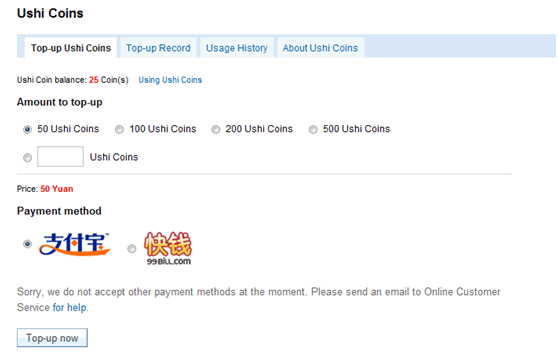 Ushi Coins
Top-up Ushi Coins Top-up Record Usage History About Ushi Coins
Ushi Coin balance: 25 Coin(s) Using Ushi Coins
Amount to top-up
50 Ushi Coins 100 Ushi Coins 200 Ushi Coins 500 Ushi Coins
Ushi Coins
Price: 50 Yuan
Payment method
支付宝™ 快钱
99BILL.COM
Sorry, we do not accept other payment methods at the moment. Please send an email to Online Customer
Service for help.
Top-up now